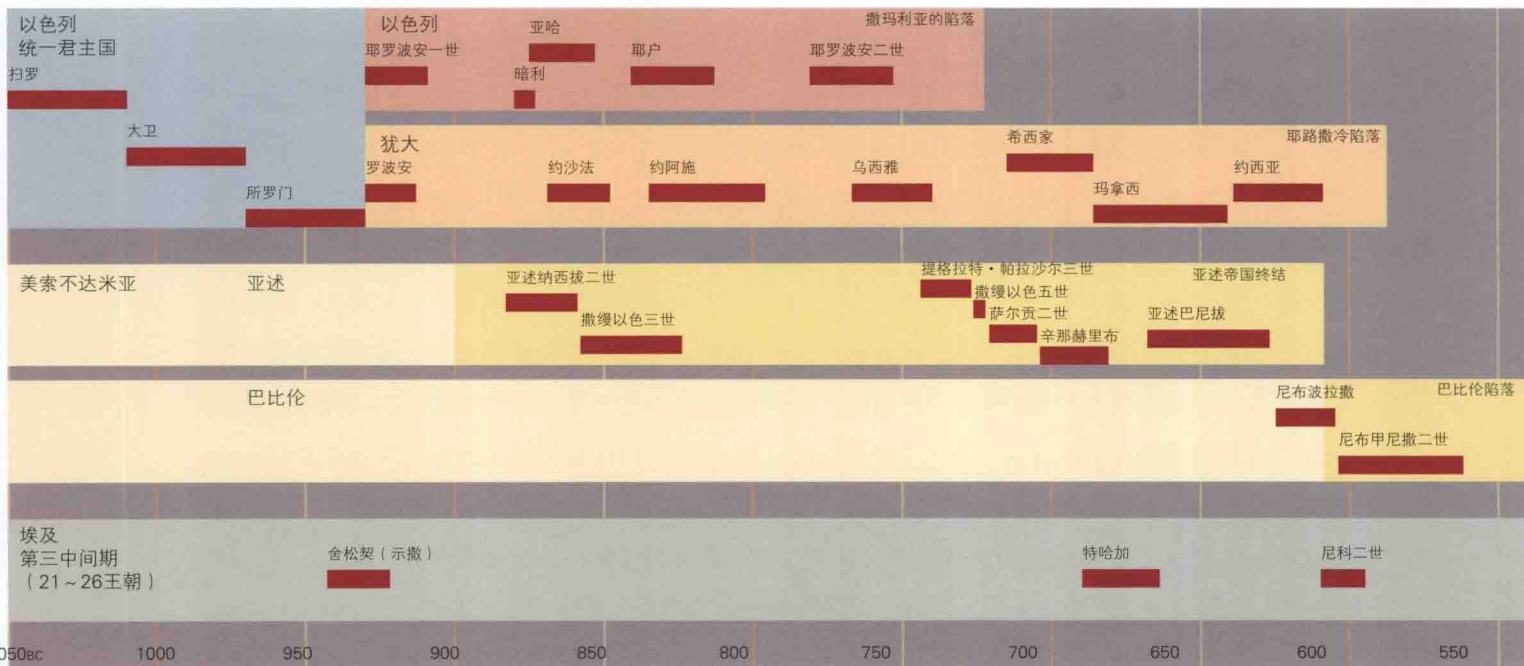 以色列
统一君主国
扫罗
大卫
所罗门
以色列
撒玛利亚的陷落
耶罗波安一世
亚哈
暗利
耶户
耶罗波安二世
犹大
耶路撒冷陷落
罗波安
约沙法
约阿施
乌西雅
希西家
玛拿西
约西亚
美索不达米亚
亚述
亚述帝国终结
亚述纳西拔二世
撒缦以色三世
提格拉特·帕拉沙尔三世
撒缦以色五世
萨尔贡二世
辛那赫里布
亚述巴尼拔
巴比伦
巴比伦陷落
尼布波拉撒
尼布甲尼撒二世
埃及
第三中间期
（21～26王朝）
舍松契（示撒）
特哈加
尼科二世
050BC 1000 950 900 850 800 750 700 650 600 550